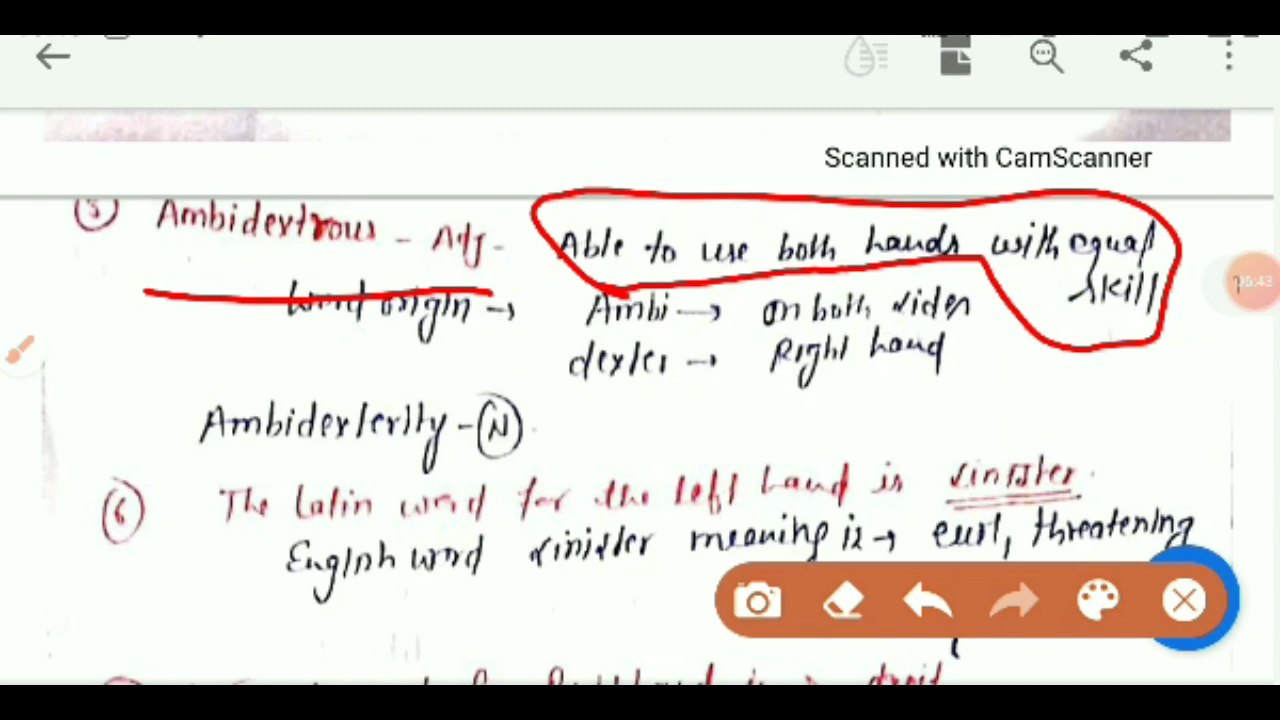 Scanned with CamScanner
5 Ambidextrous - Adj- Able to use both hands with equal skill
Word origin → Ambi → on both sides
dexter → Right hand
Ambidexterity - N
6 The Latin word for the left hand is sinister.
English word sinister meaning is → evil, threatening
05:43